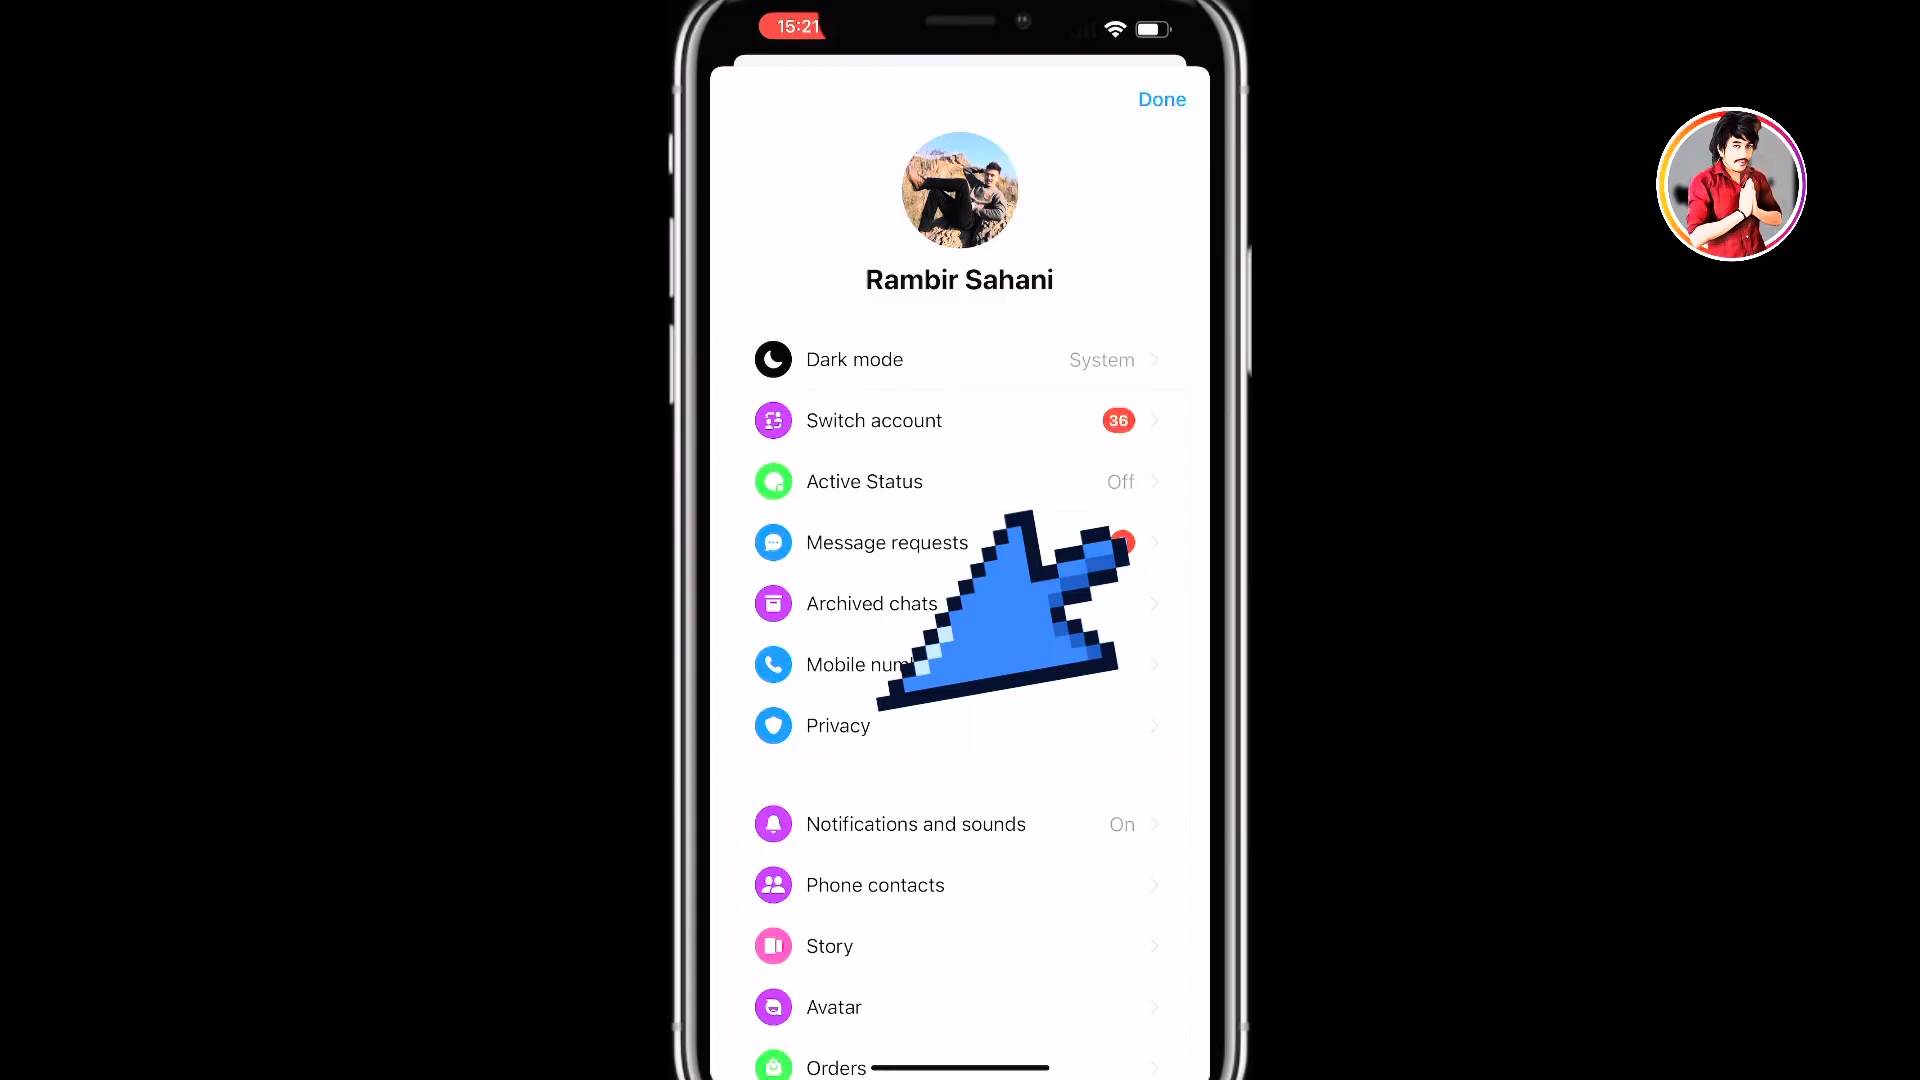 15:21
Done
Rambir Sahani
Dark mode System
Switch account 36
Active Status Off
Message requests
Archived chats
Mobile
Privacy
Notifications and sounds On
Phone contacts
Story
Avatar
Orders